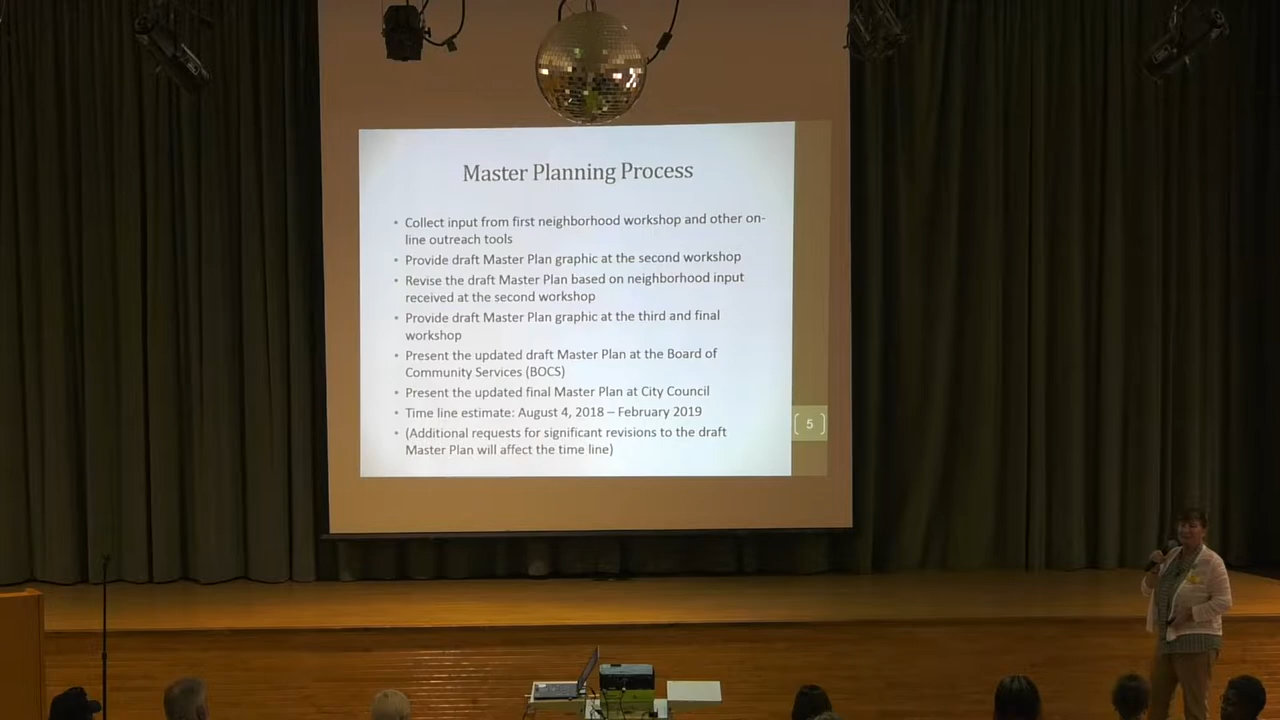 Master Planning Process
• Collect input from first neighborhood workshop and other on-
line outreach tools
• Provide draft Master Plan graphic at the second workshop
• Revise the draft Master Plan based on neighborhood input
received at the second workshop
• Provide draft Master Plan graphic at the third and final
workshop
• Present the updated draft Master Plan at the Board of
Community Services (BOCS)
• Present the updated final Master Plan at City Council
• Time line estimate: August 4, 2018 – February 2019
• (Additional requests for significant revisions to the draft
Master Plan will affect the time line)
5